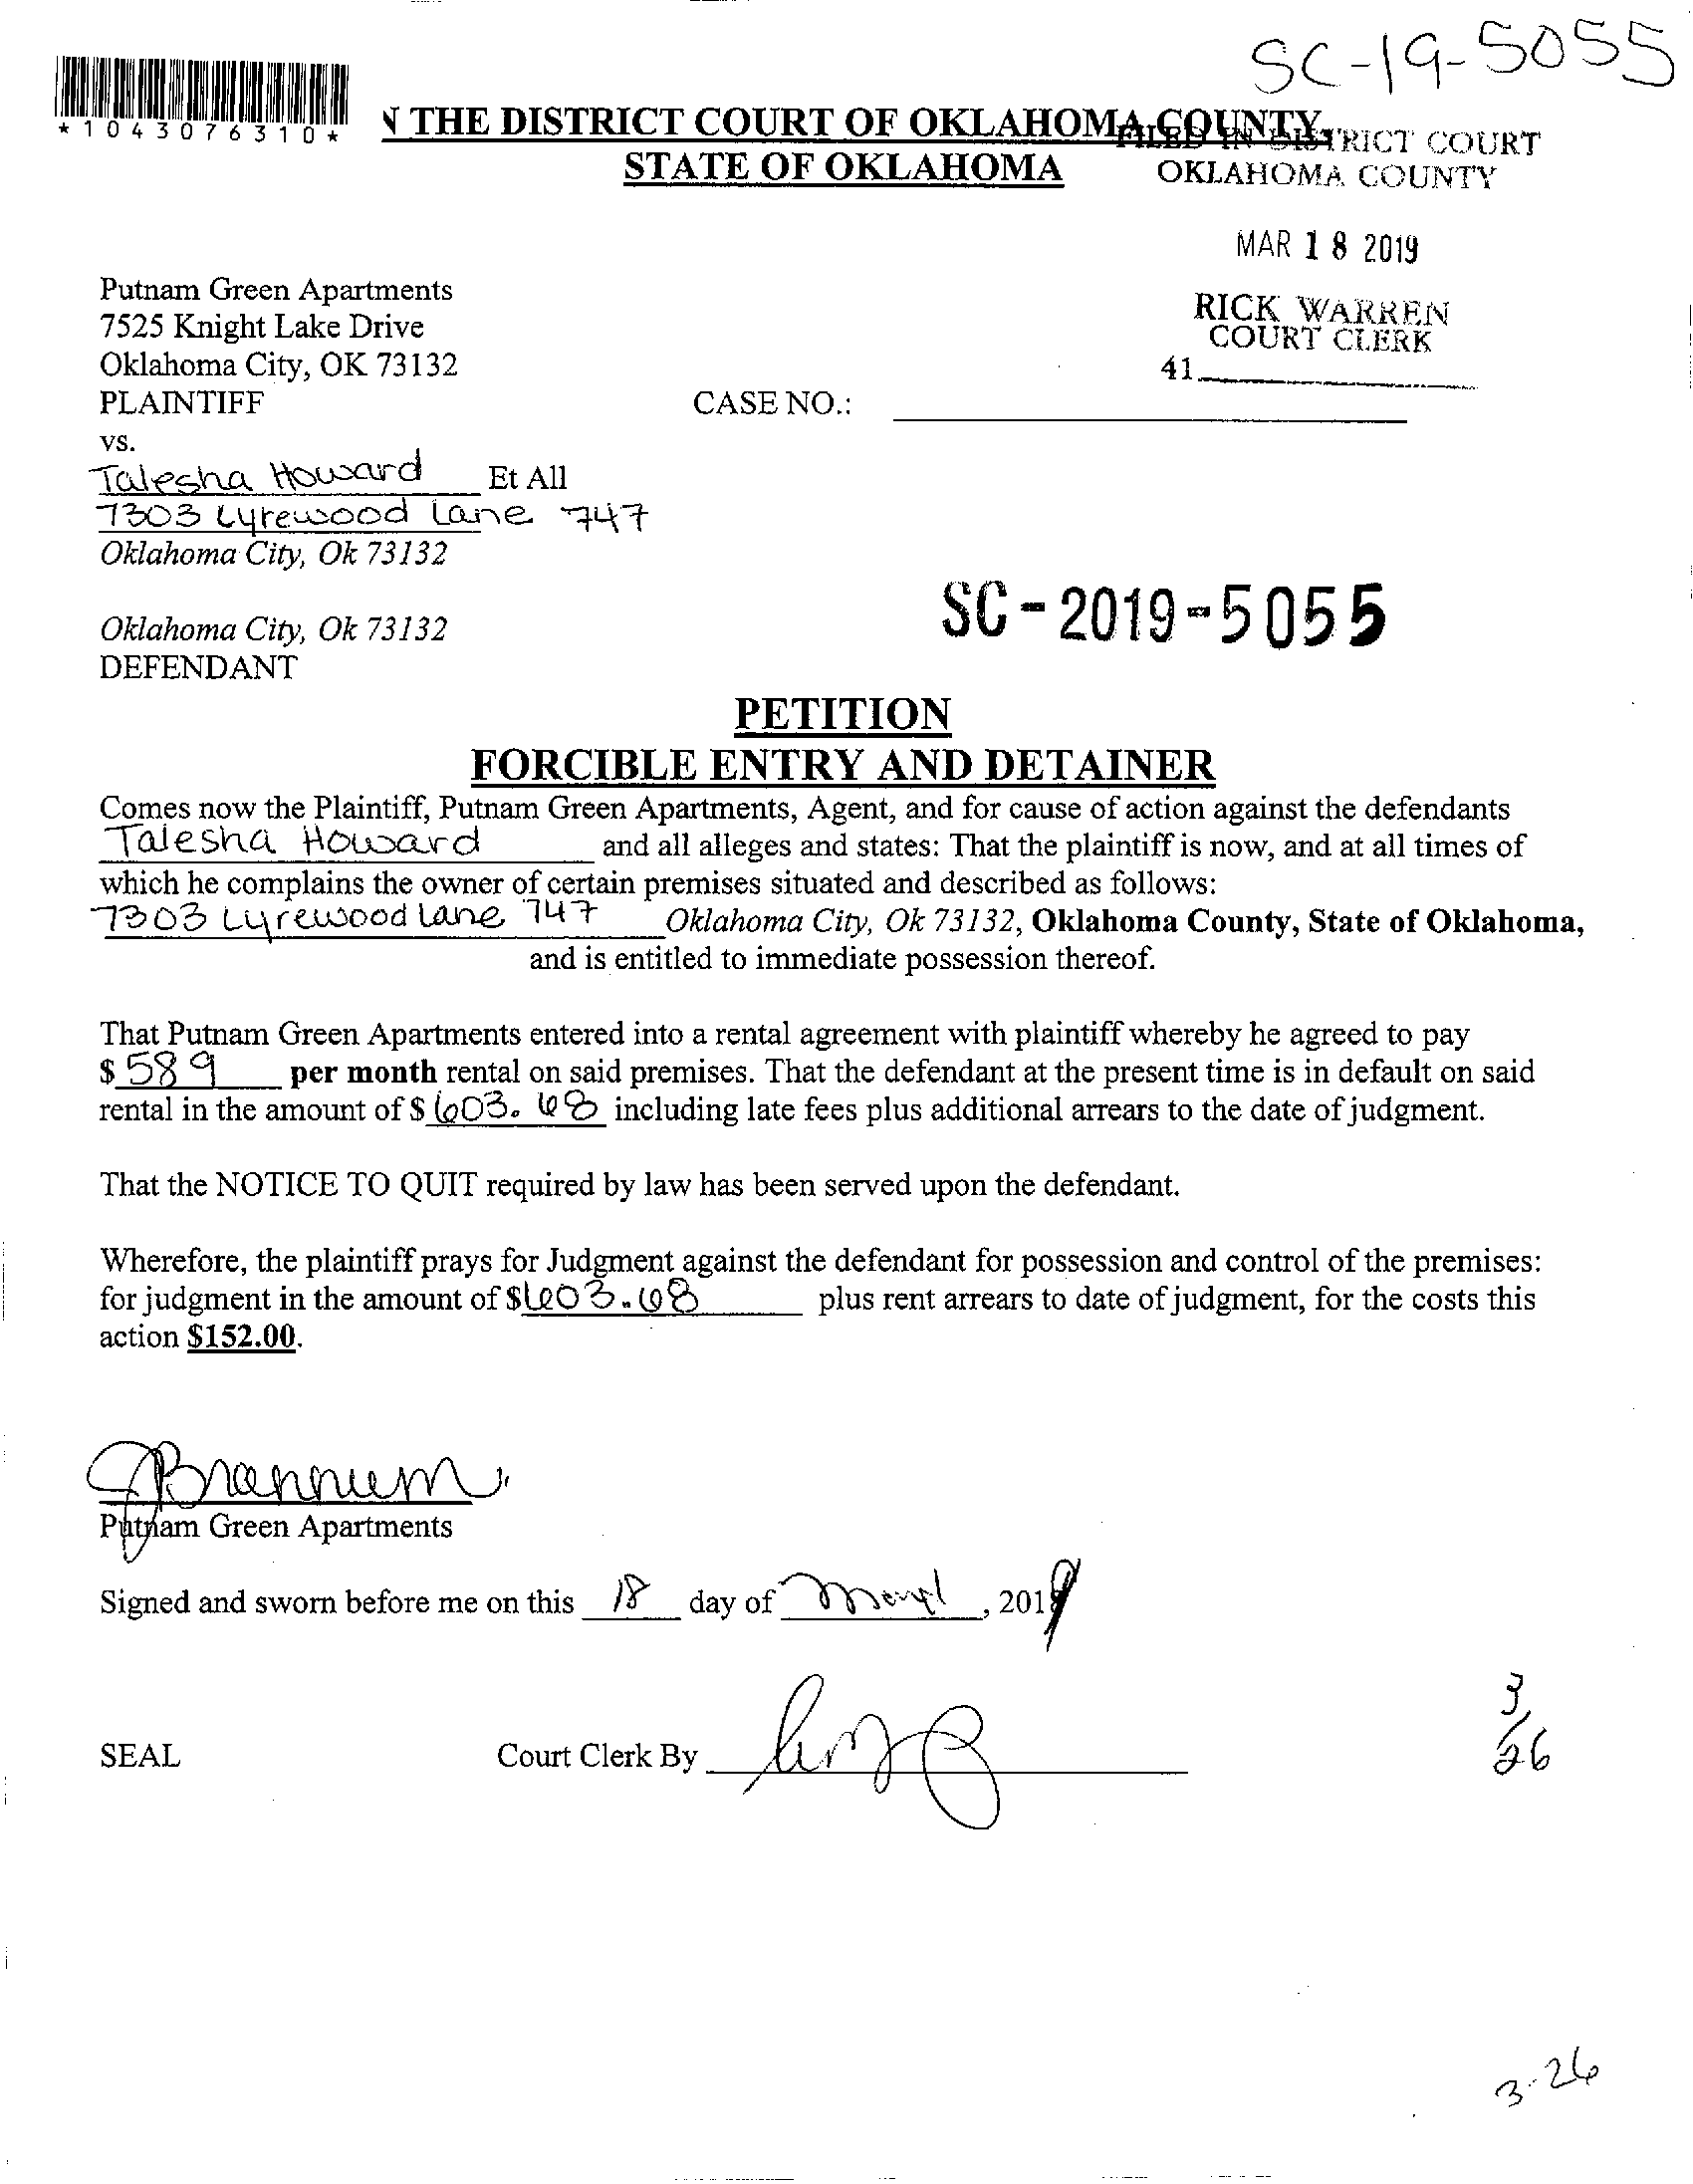 SC-19-5055
*1043076310*
N THE DISTRICT COURT OF OKLAHOMA COUNTY
FILED IN DISTRICT COURT
STATE OF OKLAHOMA
OKLAHOMA COUNTY
MAR 18 2019
RICK WARREN
COURT CLERK
41
Putnam Green Apartments
7525 Knight Lake Drive
Oklahoma City, OK 73132
PLAINTIFF
CASE NO.:
vs.
Talesha Howard Et All
7303 Lyrewood Lane 747
Oklahoma City, Ok 73132
SC-2019-5055
Oklahoma City, Ok 73132
DEFENDANT
PETITION
FORCIBLE ENTRY AND DETAINER
Comes now the Plaintiff, Putnam Green Apartments, Agent, and for cause of action against the defendants
Talesha Howard and all alleges and states: That the plaintiff is now, and at all times of
which he complains the owner of certain premises situated and described as follows:
7303 Lyrewood Lane 747 Oklahoma City, Ok 73132, Oklahoma County, State of Oklahoma,
and is entitled to immediate possession thereof.
That Putnam Green Apartments entered into a rental agreement with plaintiff whereby he agreed to pay
$ 589 per month rental on said premises. That the defendant at the present time is in default on said
rental in the amount of $ 603.68 including late fees plus additional arrears to the date of judgment.
That the NOTICE TO QUIT required by law has been served upon the defendant.
Wherefore, the plaintiff prays for Judgment against the defendant for possession and control of the premises:
for judgment in the amount of $603.68 plus rent arrears to date of judgment, for the costs this
action $152.00.
JBrannum
Putnam Green Apartments
Signed and sworn before me on this 18 day of March, 2019
3/26
SEAL Court Clerk By
3-26